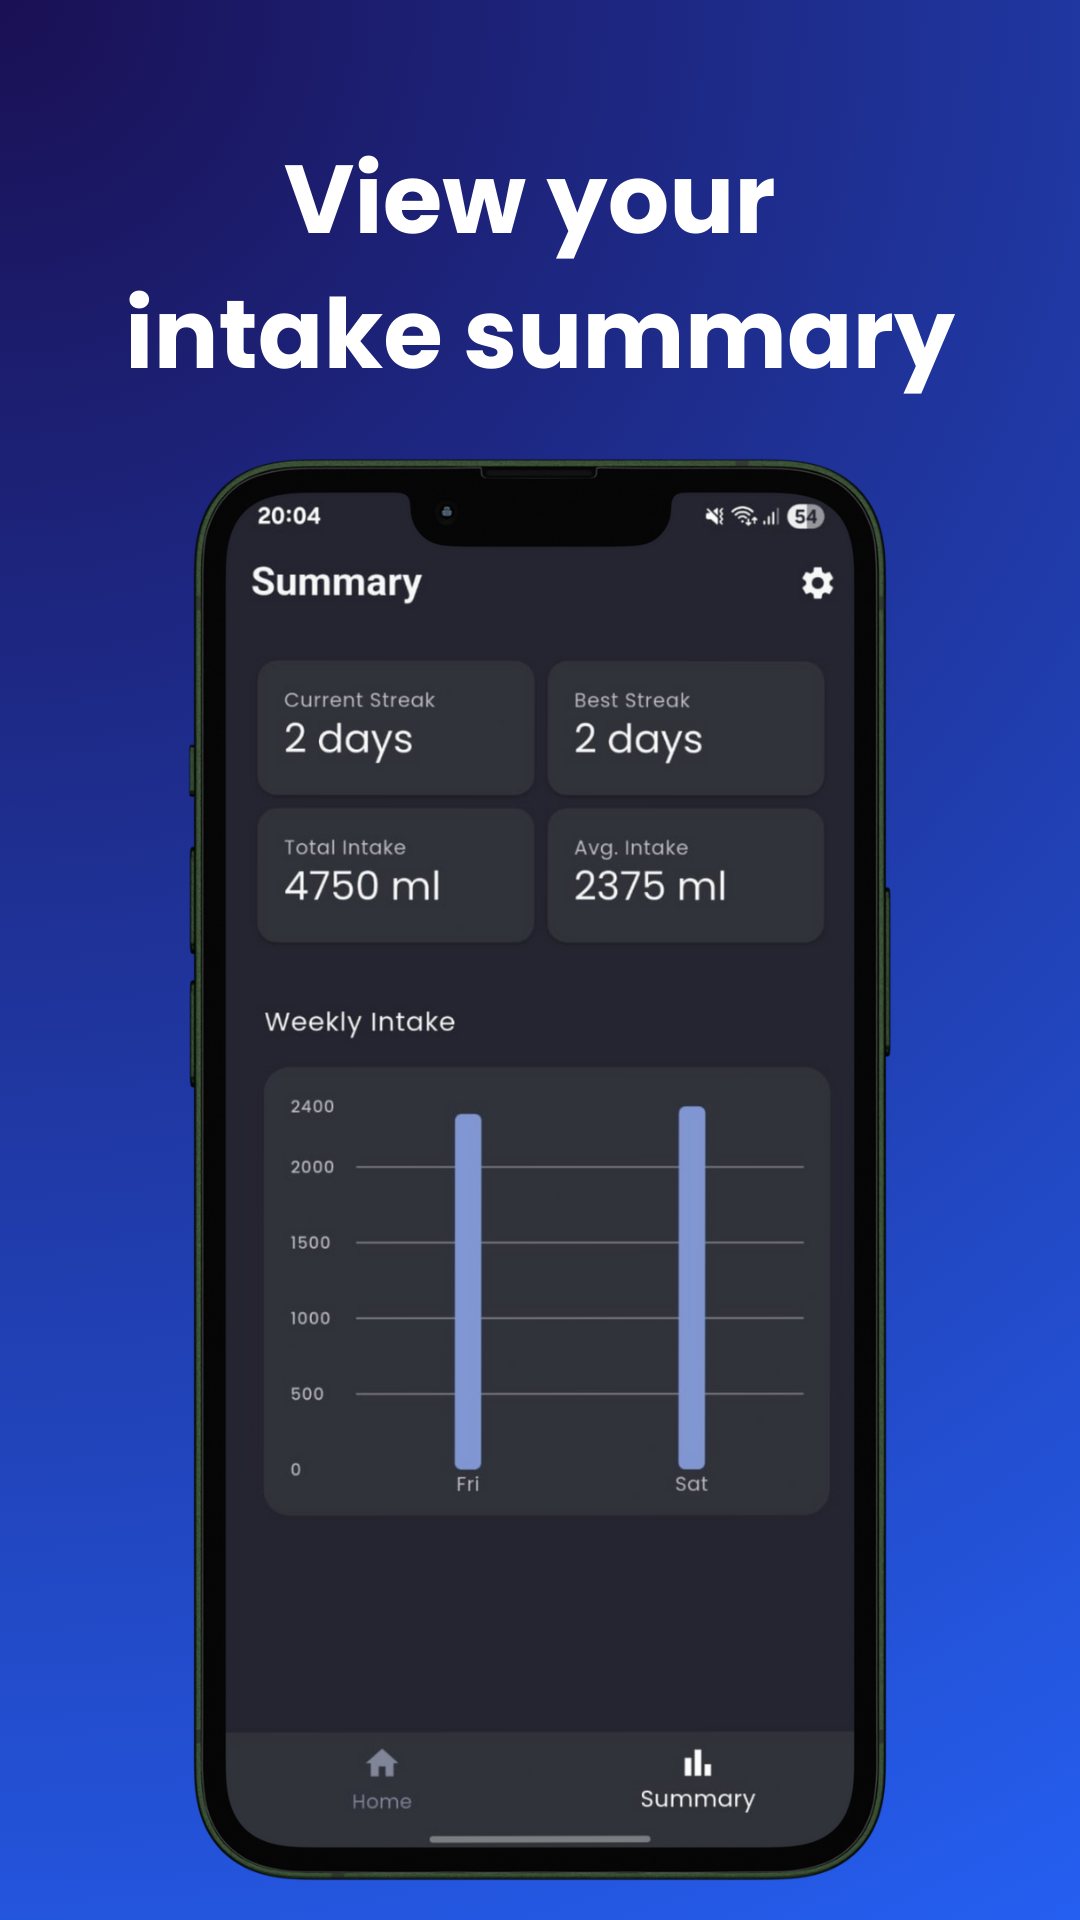 View your
intake summary
20:04
54
Summary
Current Streak
2 days
Best Streak
2 days
Total Intake
4750 ml
Avg. Intake
2375 ml
Weekly Intake
2400
2000
1500
1000
500
0
Fri
Sat
Home
Summary